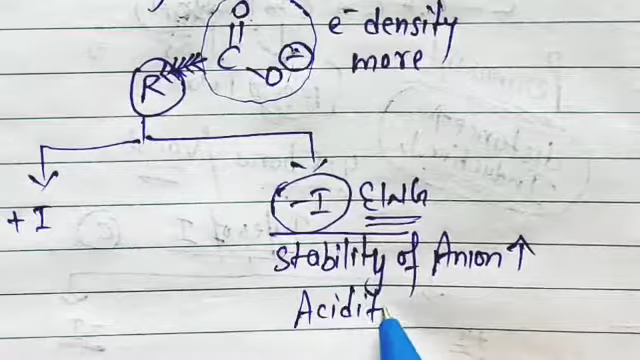 O e⁻ density
C O⁻ more
R
+I -I EWG
Stability of Anion ↑
Acidit